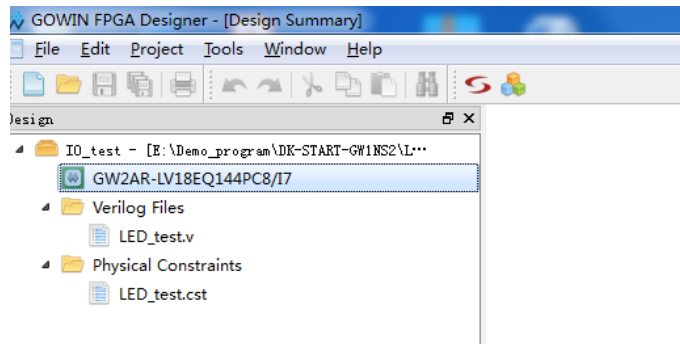 GOWIN FPGA Designer - [Design Summary]
File Edit Project Tools Window Help
Design
IO_test - [E:\Demo_program\DK-START-GW1NS2\L…
GW2AR-LV18EQ144PC8/I7
Verilog Files
LED_test.v
Physical Constraints
LED_test.cst